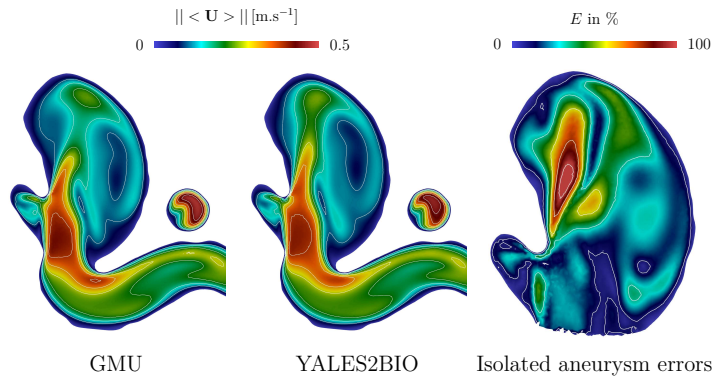 || < U > || [m.s⁻¹]
0 0.5
E in %
0 100
GMU
YALES2BIO
Isolated aneurysm errors